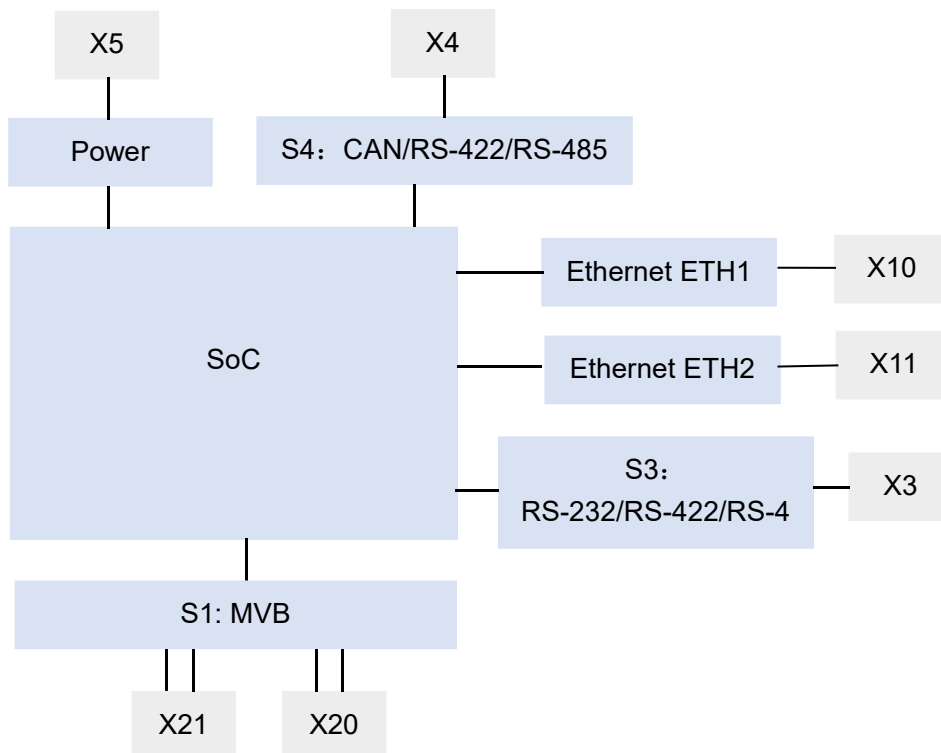 X5
X4
Power
S4：CAN/RS-422/RS-485
Ethernet ETH1
X10
SoC
Ethernet ETH2
X11
S3：
RS-232/RS-422/RS-4
X3
S1: MVB
X21
X20